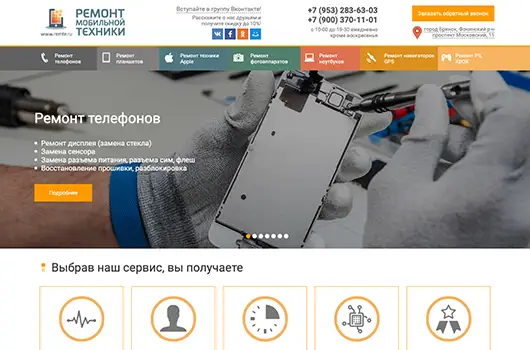 РЕМОНТ
МОБИЛЬНОЙ
ТЕХНИКИ
Вступайте в группу Вконтакте!
Расскажите о нас друзьям и
получите скидку до 10%!
+7 (953) 283-63-03
+7 (900) 370-11-01
с 10-00 до 19-30 ежедневно
кроме воскресенья
Заказать обратный звонок
город Брянск, Фокинский р-н
проспект Московский, 11
Ремонт
телефонов
Ремонт
планшетов
Ремонт техники
Apple
Ремонт
фотоаппаратов
Ремонт
ноутбуков
Ремонт навигаторов
GPS
Ремонт PS,
XBOX
Ремонт телефонов
Ремонт дисплея (замена стекла)
Замена сенсора
Замена разъема питания, разъема сим, флеш
Восстановление прошивки, разблокировка
Подробнее
Выбрав наш сервис, вы получаете